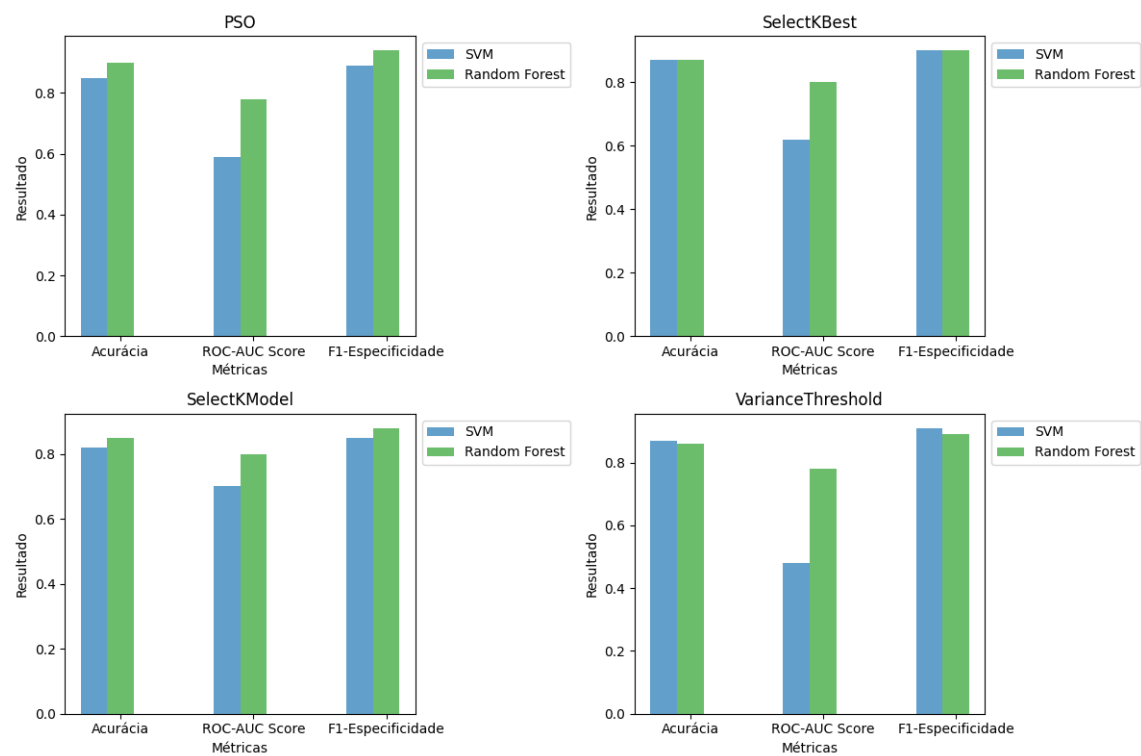 PSO
SVM
Random Forest
Resultado
0.8
0.6
0.4
0.2
0.0
Acurácia
ROC-AUC Score
F1-Especificidade
Métricas
SelectKBest
SVM
Random Forest
Resultado
0.8
0.6
0.4
0.2
0.0
Acurácia
ROC-AUC Score
F1-Especificidade
Métricas
SelectKModel
SVM
Random Forest
Resultado
0.8
0.6
0.4
0.2
0.0
Acurácia
ROC-AUC Score
F1-Especificidade
Métricas
VarianceThreshold
SVM
Random Forest
Resultado
0.8
0.6
0.4
0.2
0.0
Acurácia
ROC-AUC Score
F1-Especificidade
Métricas